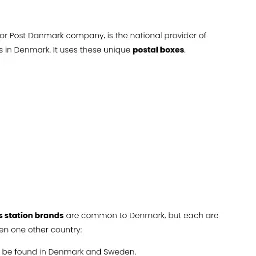 or Post Danmark company, is the national provider of
s in Denmark. It uses these unique postal boxes.
s station brands are common to Denmark, but each are
en one other country:
be found in Denmark and Sweden.